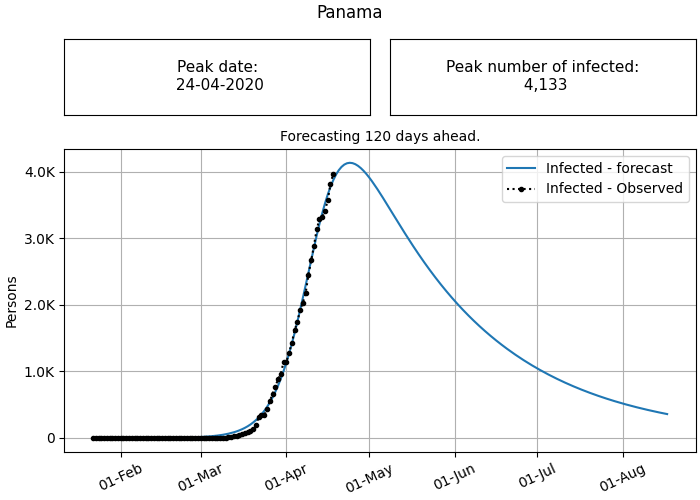 Panama
Peak date:
24-04-2020
Peak number of infected:
4,133
Forecasting 120 days ahead.
Infected - forecast
Infected - Observed
Persons
4.0K
3.0K
2.0K
1.0K
0
01-Feb
01-Mar
01-Apr
01-May
01-Jun
01-Jul
01-Aug